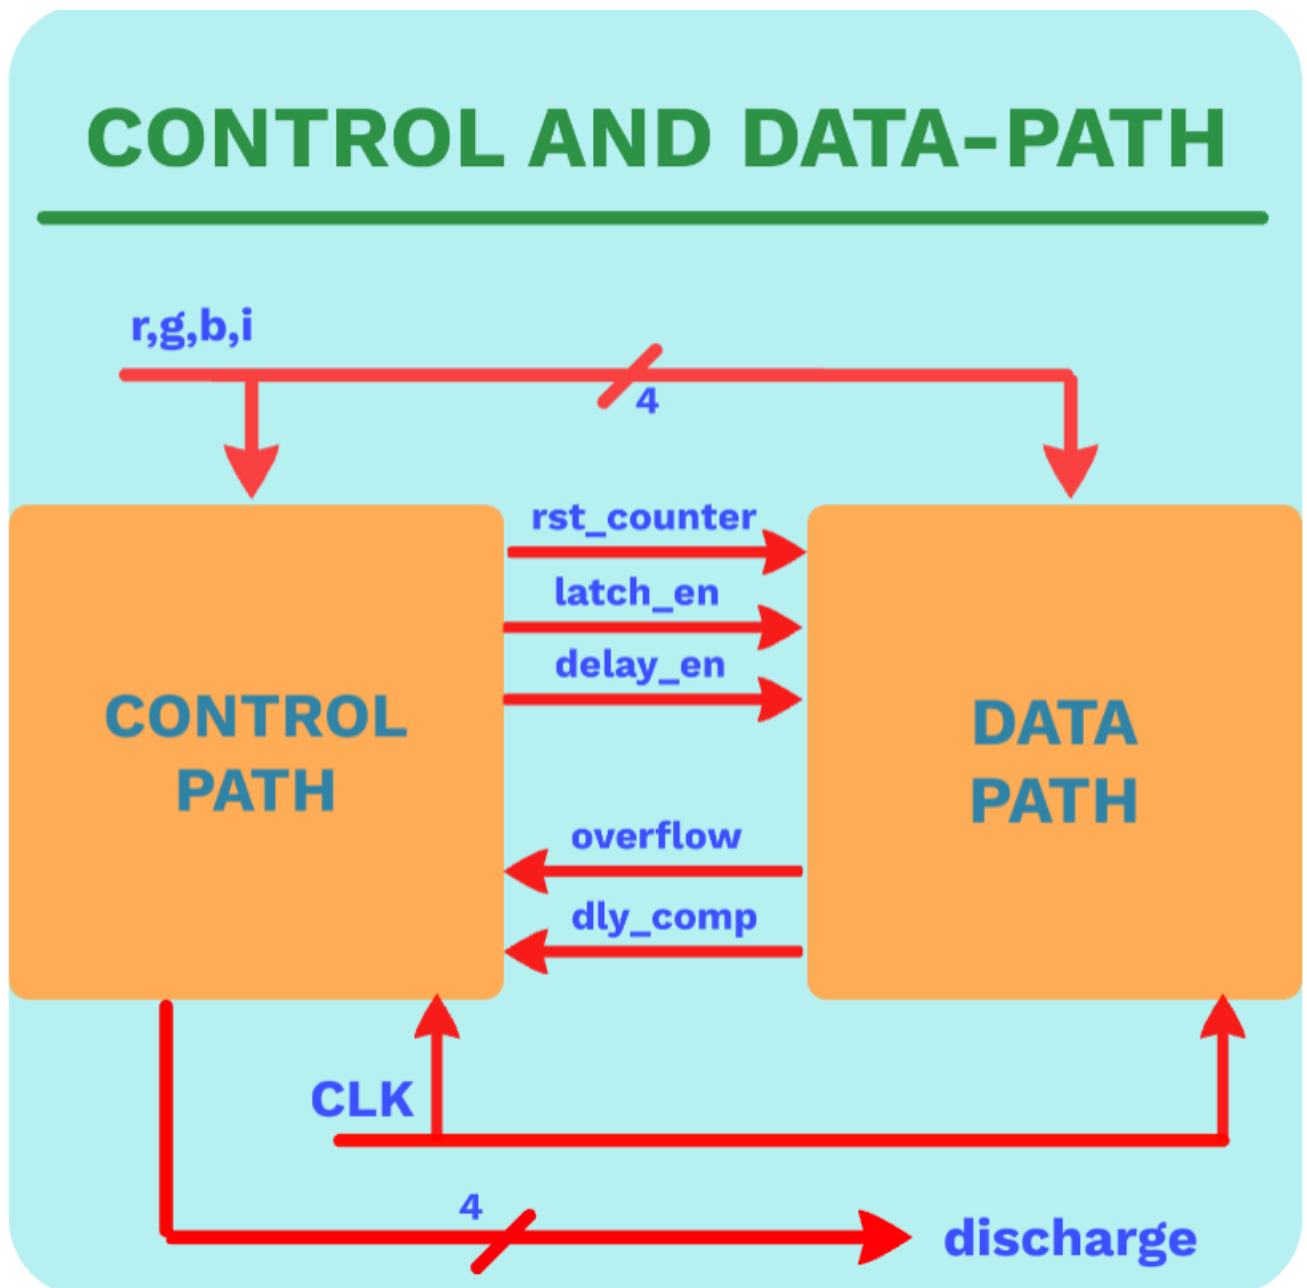 CONTROL AND DATA-PATH
r,g,b,i
4
rst_counter
latch_en
delay_en
CONTROL
PATH
DATA
PATH
overflow
dly_comp
CLK
4
discharge